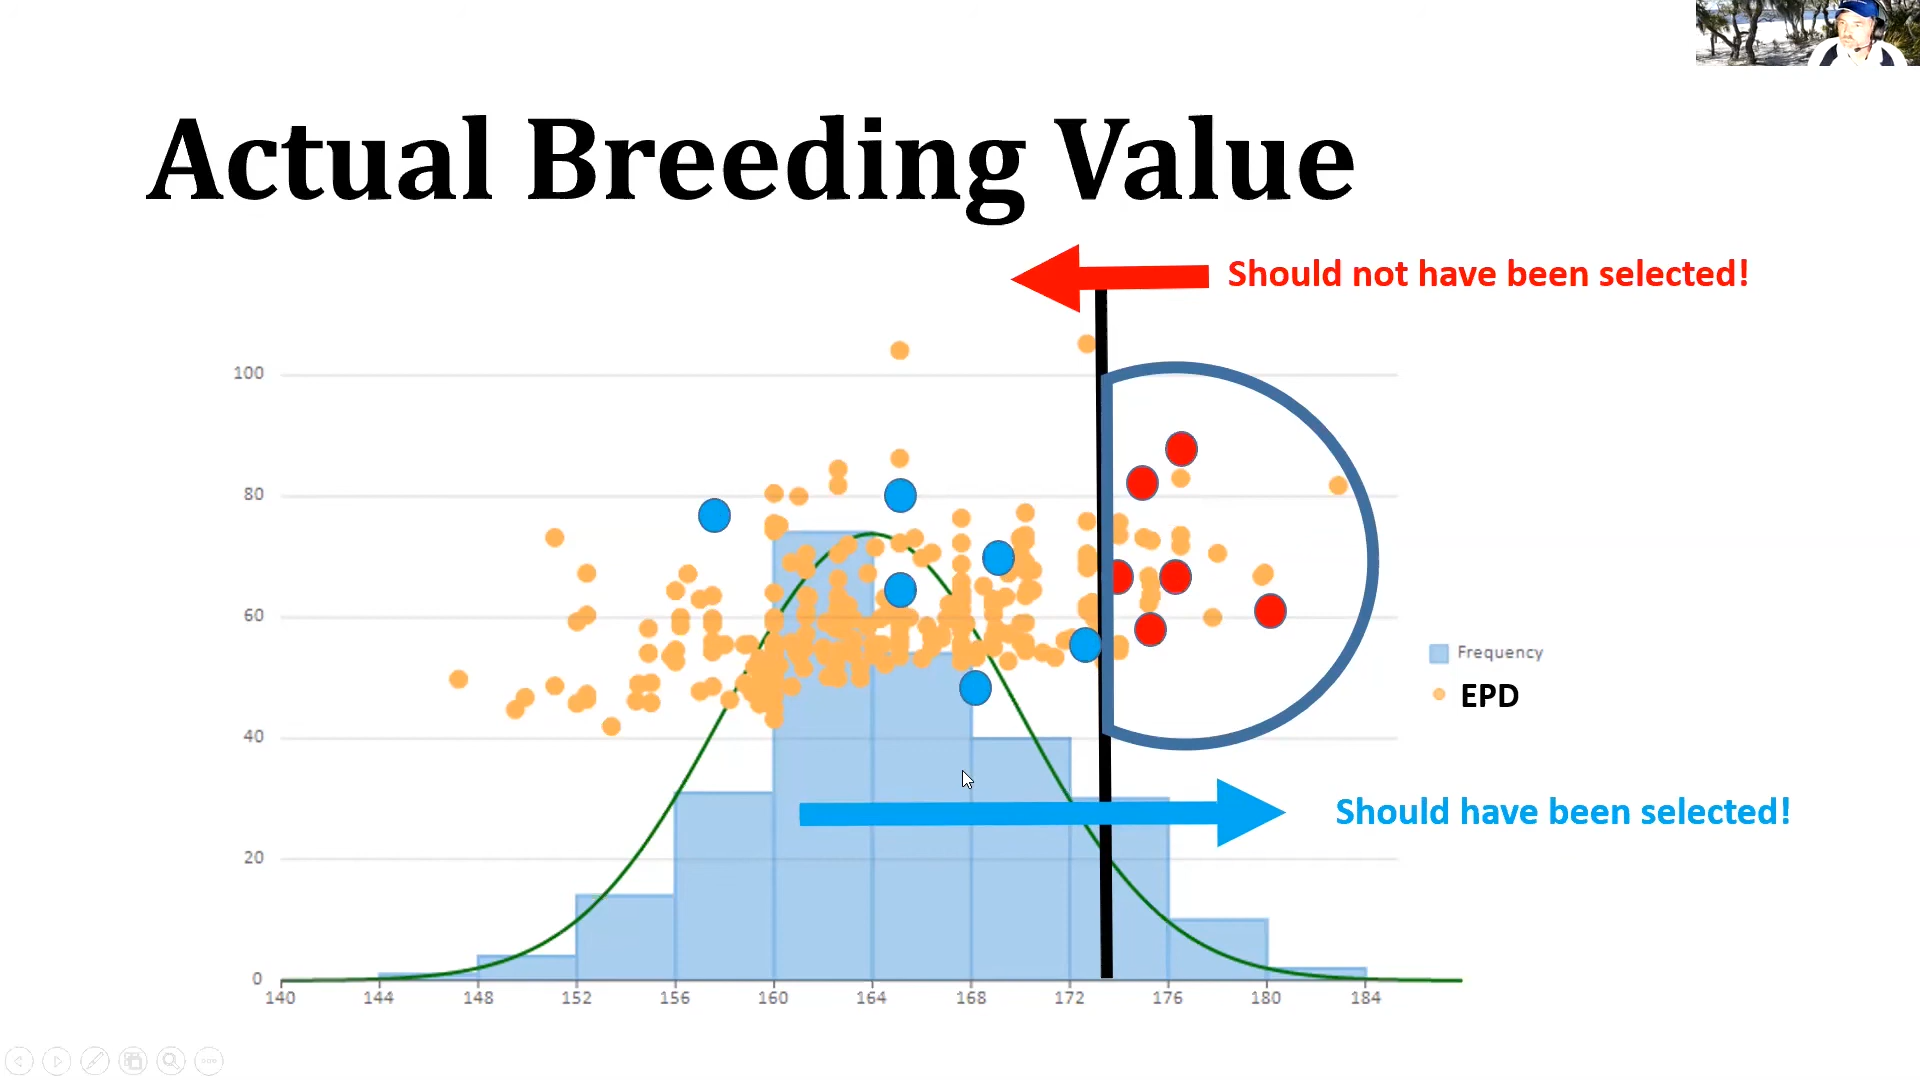 Actual Breeding Value
Should not have been selected!
100
80
60
40
20
0
Frequency
EPD
Should have been selected!
140 144 148 152 156 160 164 168 172 176 180 184